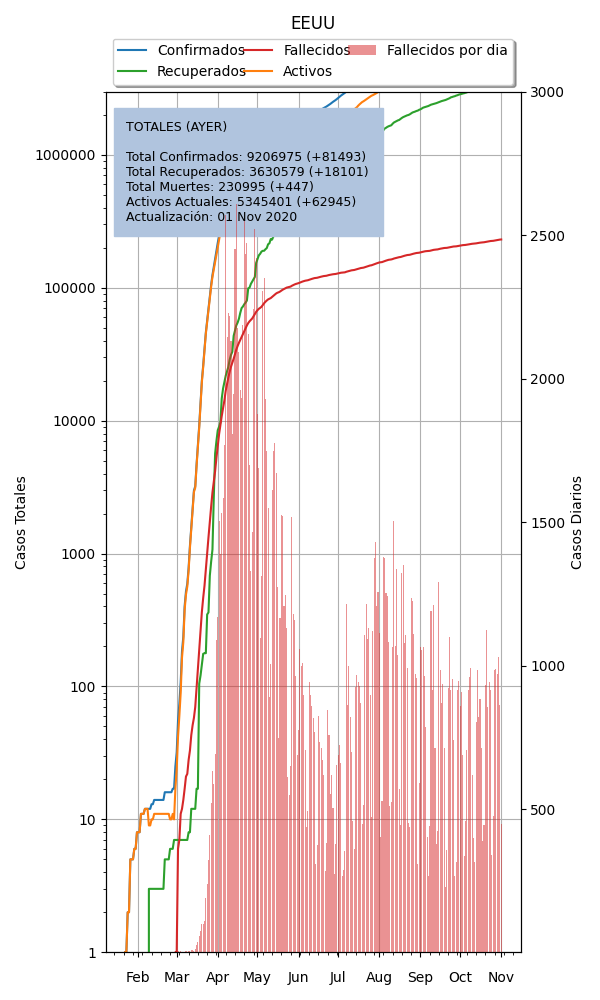 EEUU
Confirmados Fallecidos Fallecidos por dia
Recuperados Activos
TOTALES (AYER)
Total Confirmados: 9206975 (+81493)
Total Recuperados: 3630579 (+18101)
Total Muertes: 230995 (+447)
Activos Actuales: 5345401 (+62945)
Actualización: 01 Nov 2020
Casos Totales
1000000
100000
10000
1000
100
10
1
3000
2500
2000
1500
1000
500
Casos Diarios
Feb Mar Apr May Jun Jul Aug Sep Oct Nov